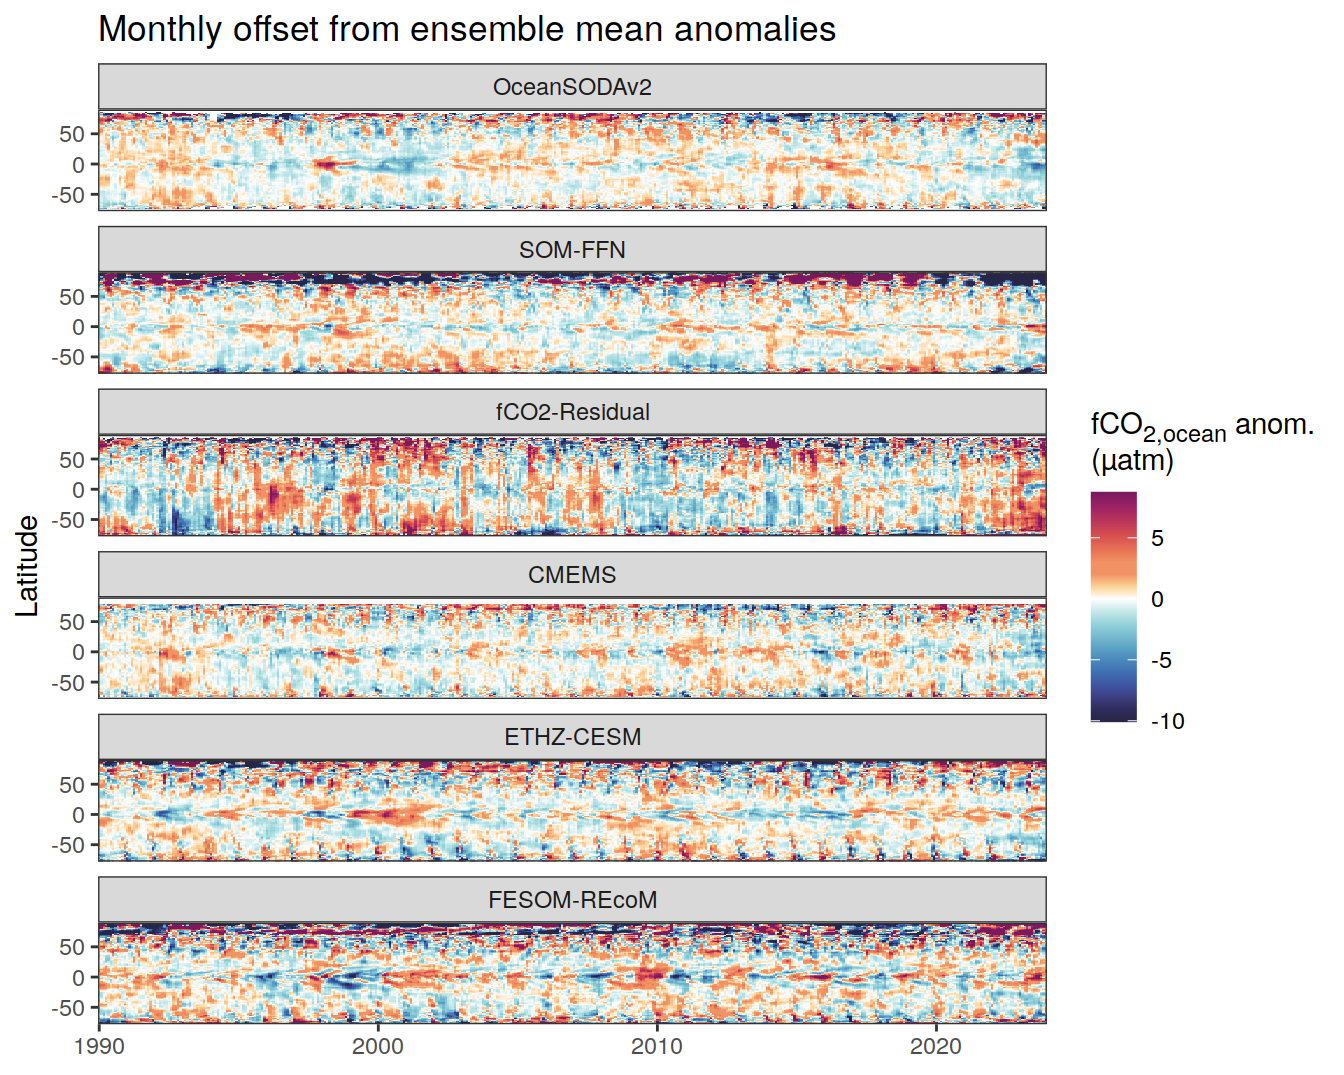 Monthly offset from ensemble mean anomalies
OceanSODAv2
50
0
-50
SOM-FFN
50
0
-50
fCO2-Residual
50
0
-50
CMEMS
50
0
-50
ETHZ-CESM
50
0
-50
FESOM-REcoM
50
0
-50
1990 2000 2010 2020
Latitude
fCO2,ocean anom.
(µatm)
5
0
-5
-10